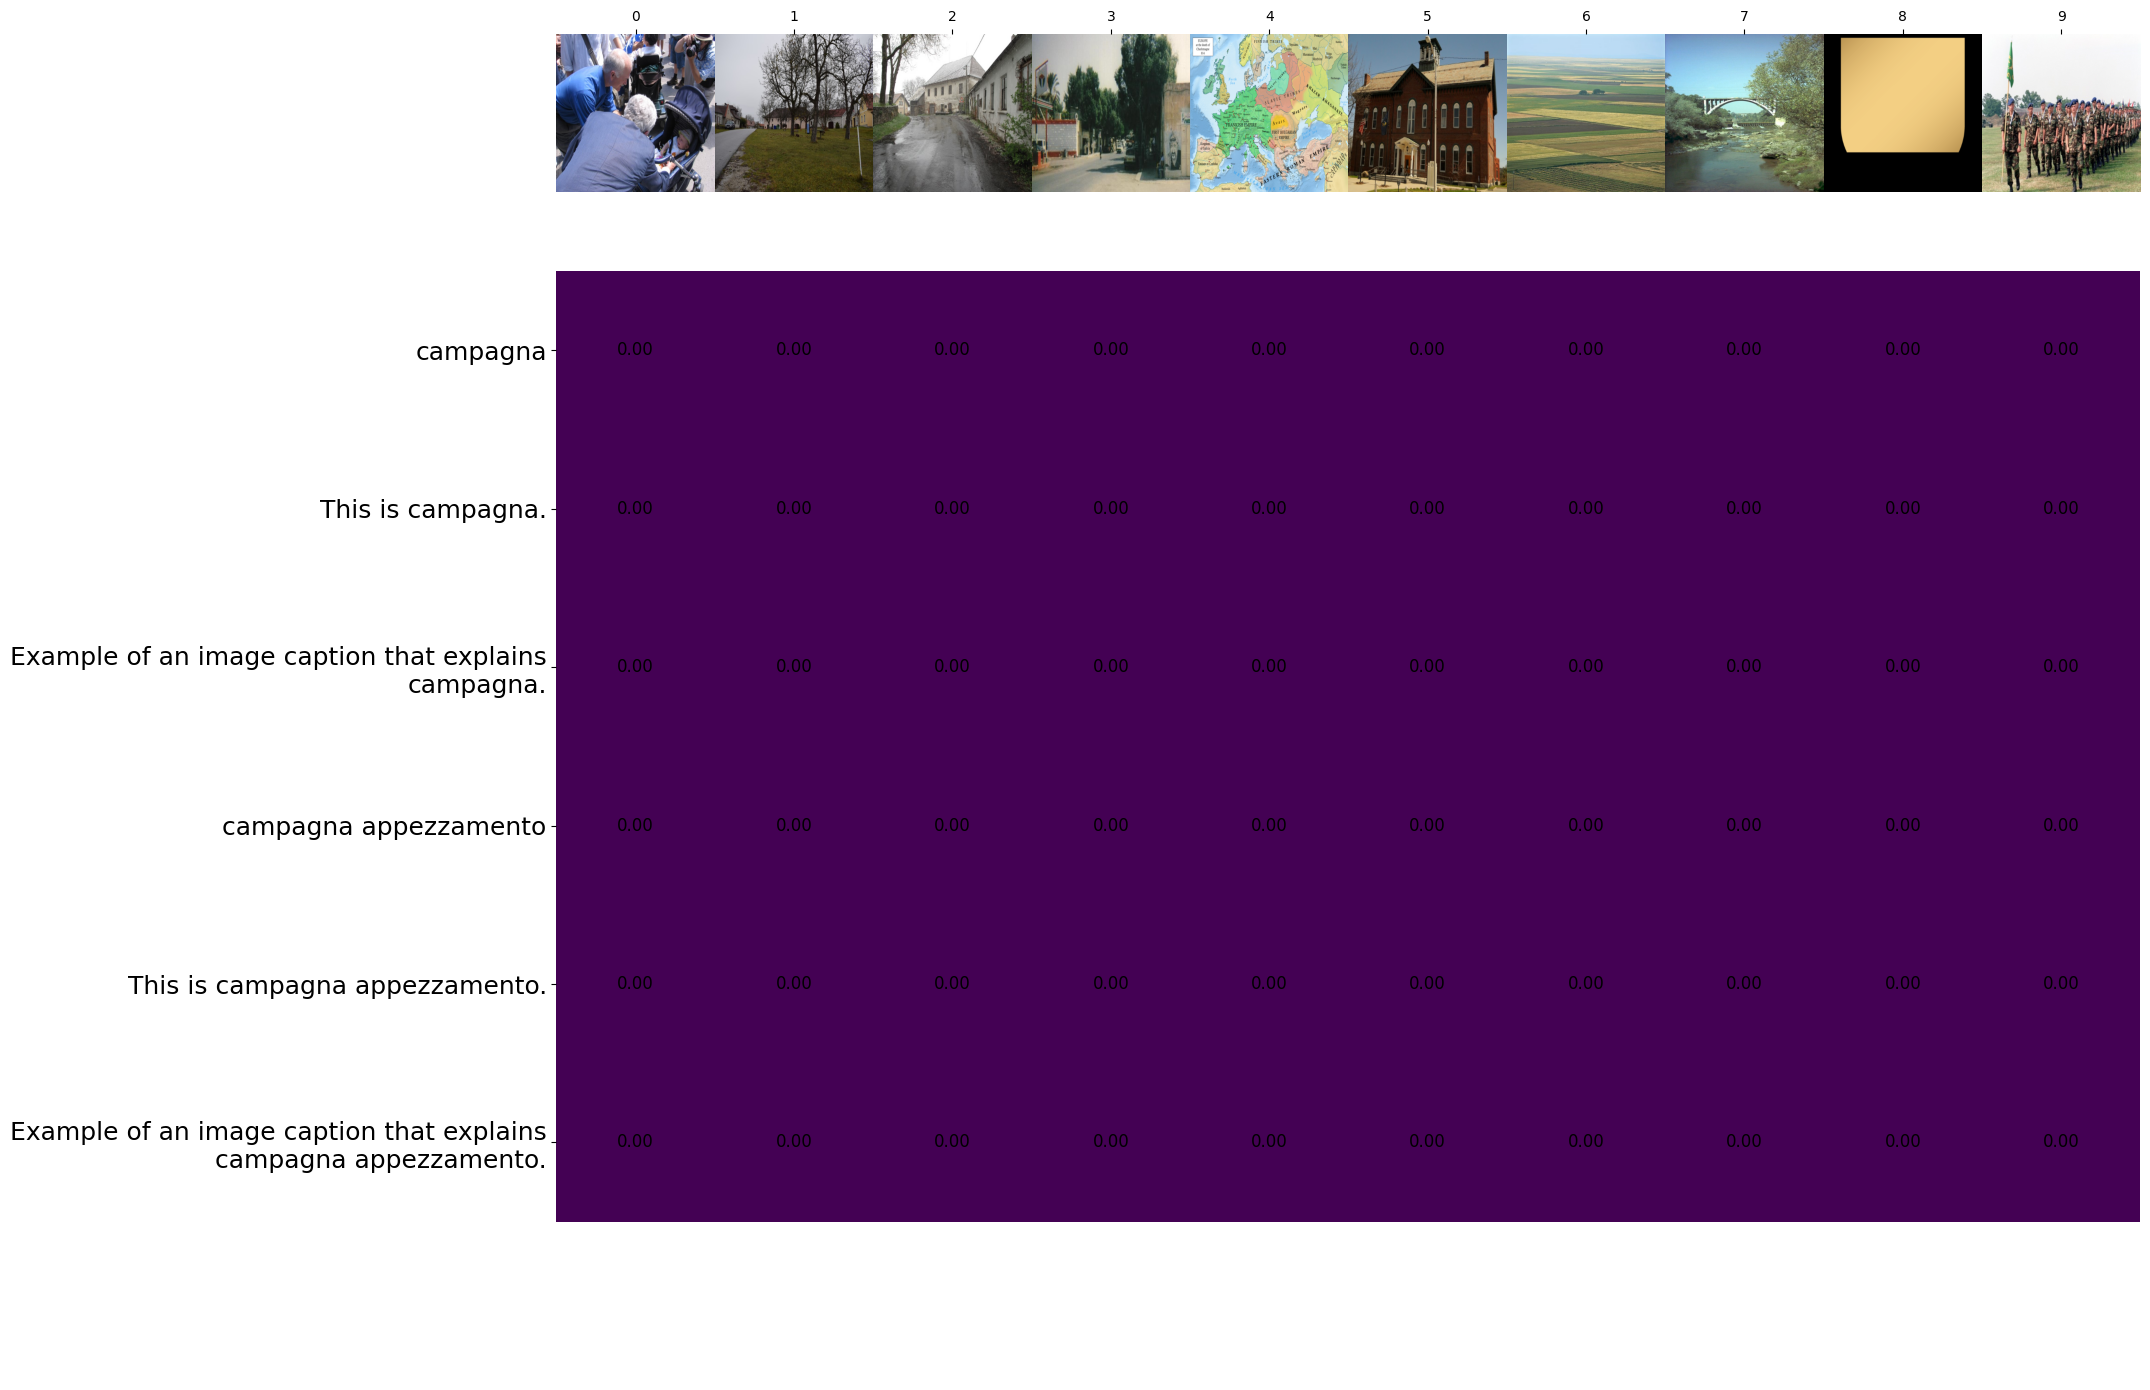 0 1 2 3 4 5 6 7 8 9
campagna 0.00 0.00 0.00 0.00 0.00 0.00 0.00 0.00 0.00 0.00
This is campagna. 0.00 0.00 0.00 0.00 0.00 0.00 0.00 0.00 0.00 0.00
Example of an image caption that explains
campagna. 0.00 0.00 0.00 0.00 0.00 0.00 0.00 0.00 0.00 0.00
campagna appezzamento 0.00 0.00 0.00 0.00 0.00 0.00 0.00 0.00 0.00 0.00
This is campagna appezzamento. 0.00 0.00 0.00 0.00 0.00 0.00 0.00 0.00 0.00 0.00
Example of an image caption that explains
campagna appezzamento. 0.00 0.00 0.00 0.00 0.00 0.00 0.00 0.00 0.00 0.00